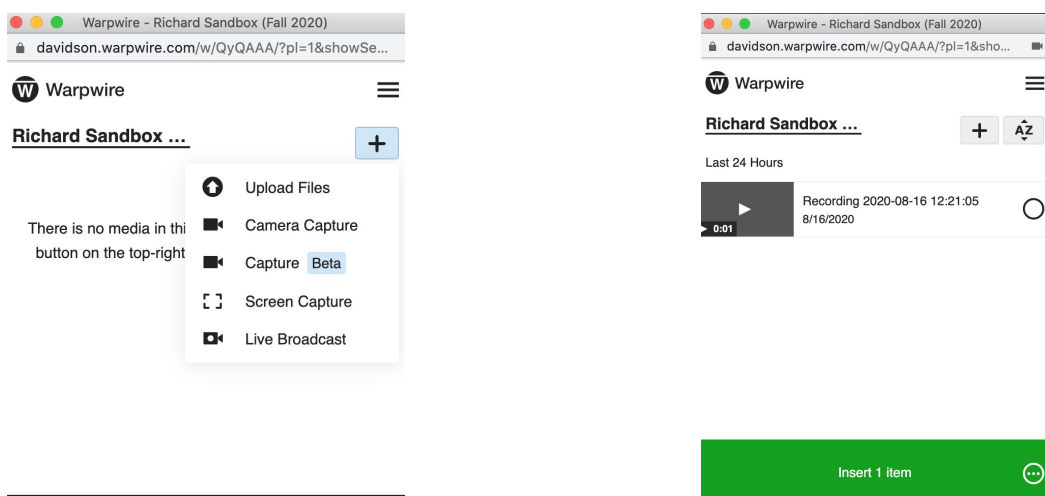 Warpwire - Richard Sandbox (Fall 2020)
davidson.warpwire.com/w/QyQAAA/?pl=1&showSe...
W Warpwire
Richard Sandbox ...
+
Upload Files
There is no media in thi
Camera Capture
button on the top-right
Capture Beta
Screen Capture
Live Broadcast
Warpwire - Richard Sandbox (Fall 2020)
davidson.warpwire.com/w/QyQAAA/?pl=1&sho...
W Warpwire
Richard Sandbox ...
+ AZ
Last 24 Hours
Recording 2020-08-16 12:21:05
8/16/2020
0:01
Insert 1 item